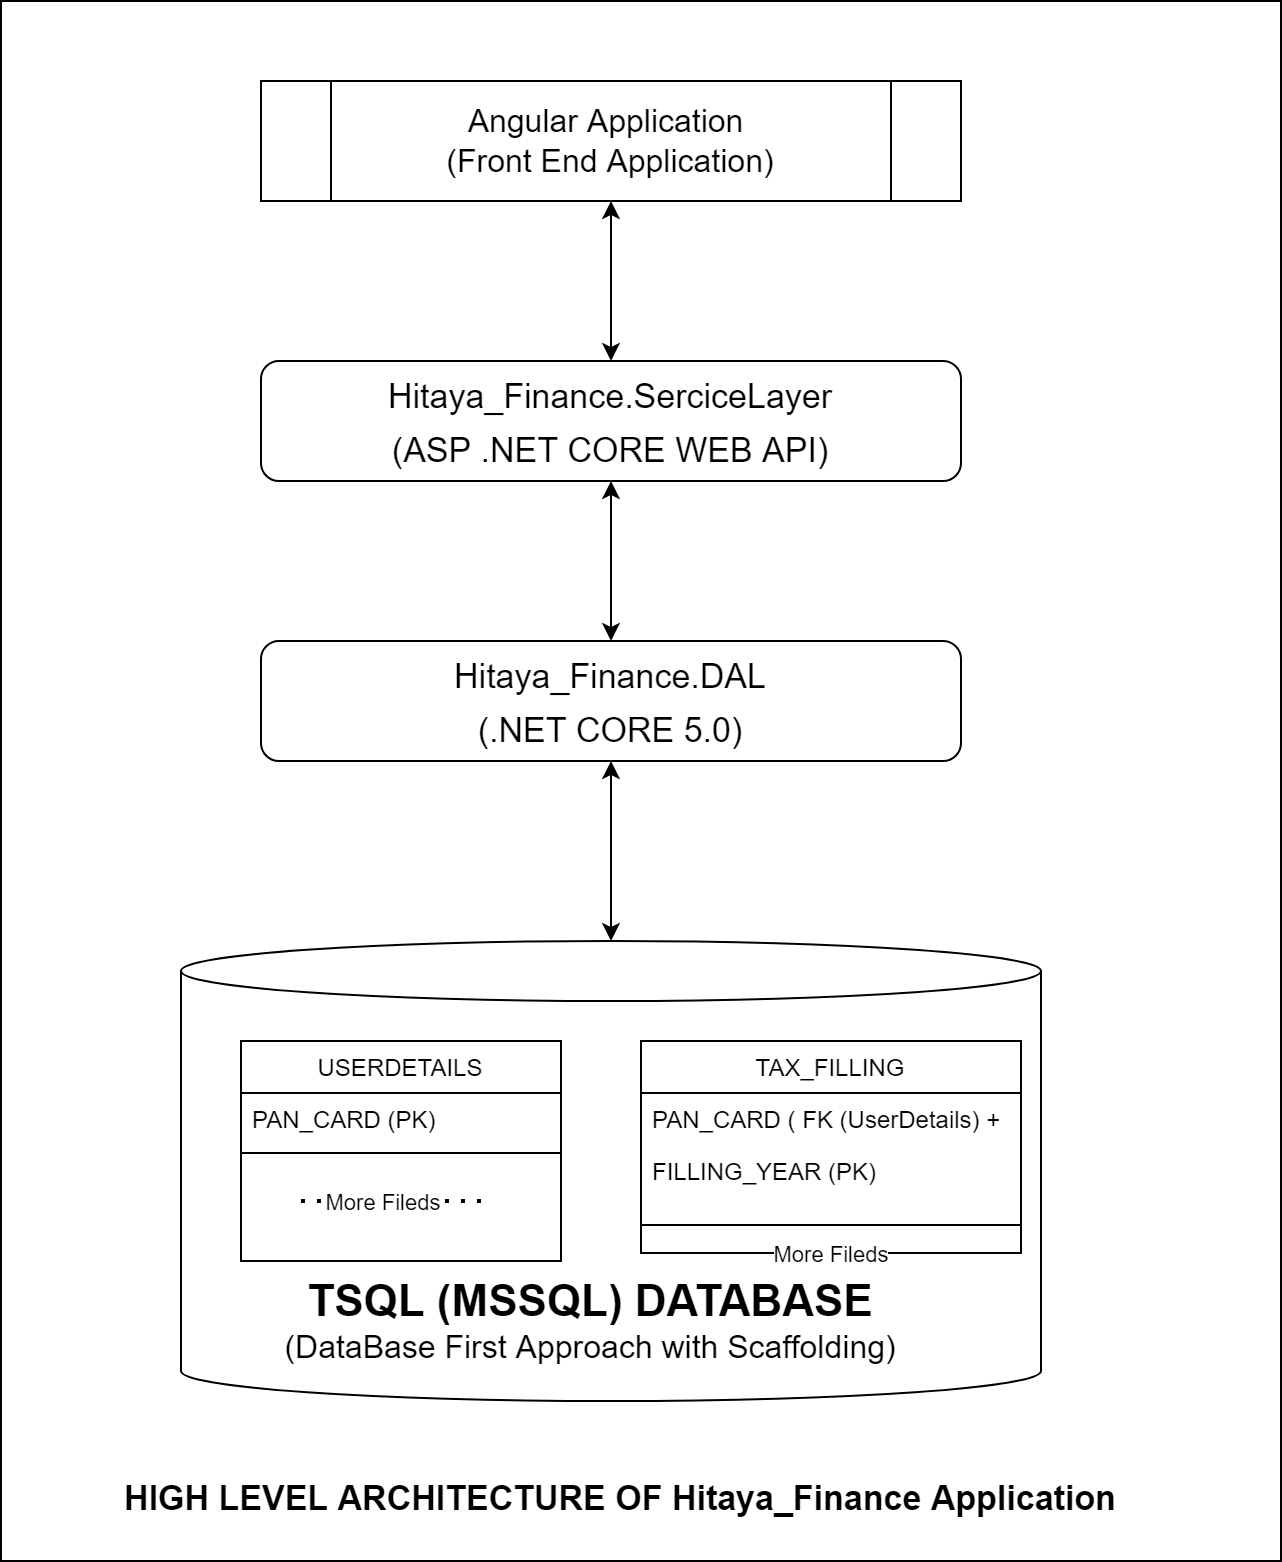 Angular Application
(Front End Application)
Hitaya_Finance.SerciceLayer
(ASP .NET CORE WEB API)
Hitaya_Finance.DAL
(.NET CORE 5.0)
USERDETAILS
PAN_CARD (PK)
More Fileds
TAX_FILLING
PAN_CARD ( FK (UserDetails) +
FILLING_YEAR (PK)
More Fileds
TSQL (MSSQL) DATABASE
(DataBase First Approach with Scaffolding)
HIGH LEVEL ARCHITECTURE OF Hitaya_Finance Application